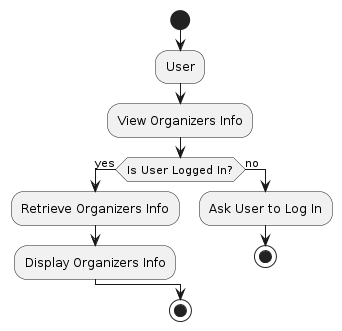 User
View Organizers Info
yes
Is User Logged In?
no
Retrieve Organizers Info
Ask User to Log In
Display Organizers Info